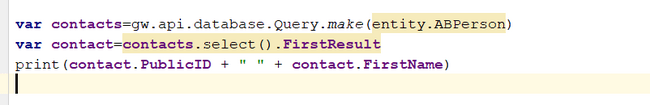 var contacts=gw.api.database.Query.make(entity.ABPerson)
var contact=contacts.select().FirstResult
print(contact.PublicID + " " + contact.FirstName)